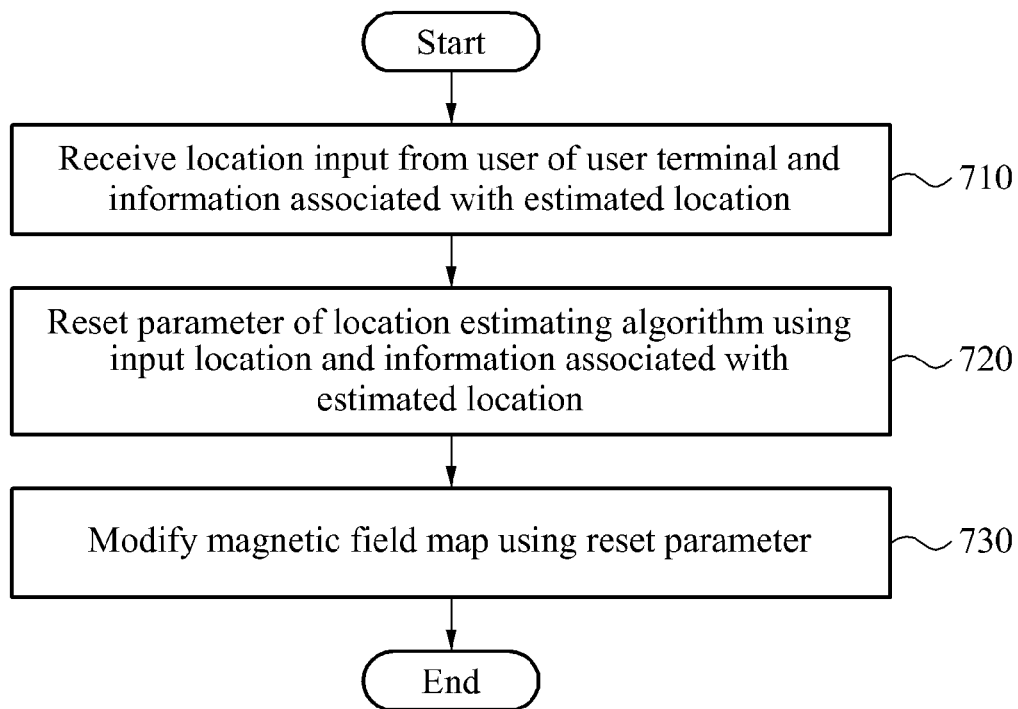 Start
Receive location input from user of user terminal and
information associated with estimated location
710
Reset parameter of location estimating algorithm using
input location and information associated with
estimated location
720
Modify magnetic field map using reset parameter
730
End